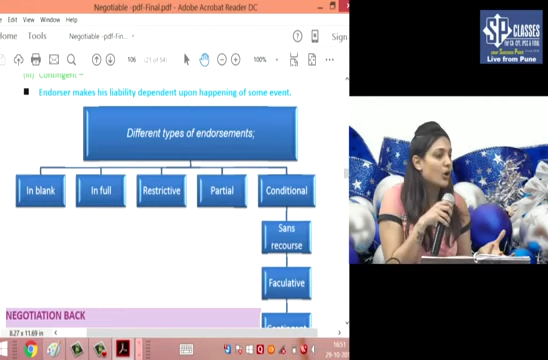 Negotiable -pdf-Final.pdf - Adobe Acrobat Reader DC
Edit View Window Help
Home Tools Negotiable -pdf-Fin... Sign
106 (21 of 54) 100%
(iii) Contingent –
Endorser makes his liability dependent upon happening of some event.
Different types of endorsements;
In blank
In full
Restrictive
Partial
Conditional
Sans
recourse
Faculative
Contingent
NEGOTIATION BACK
8.27 x 11.69 in
16:51
SP CLASSES
Live from Pune